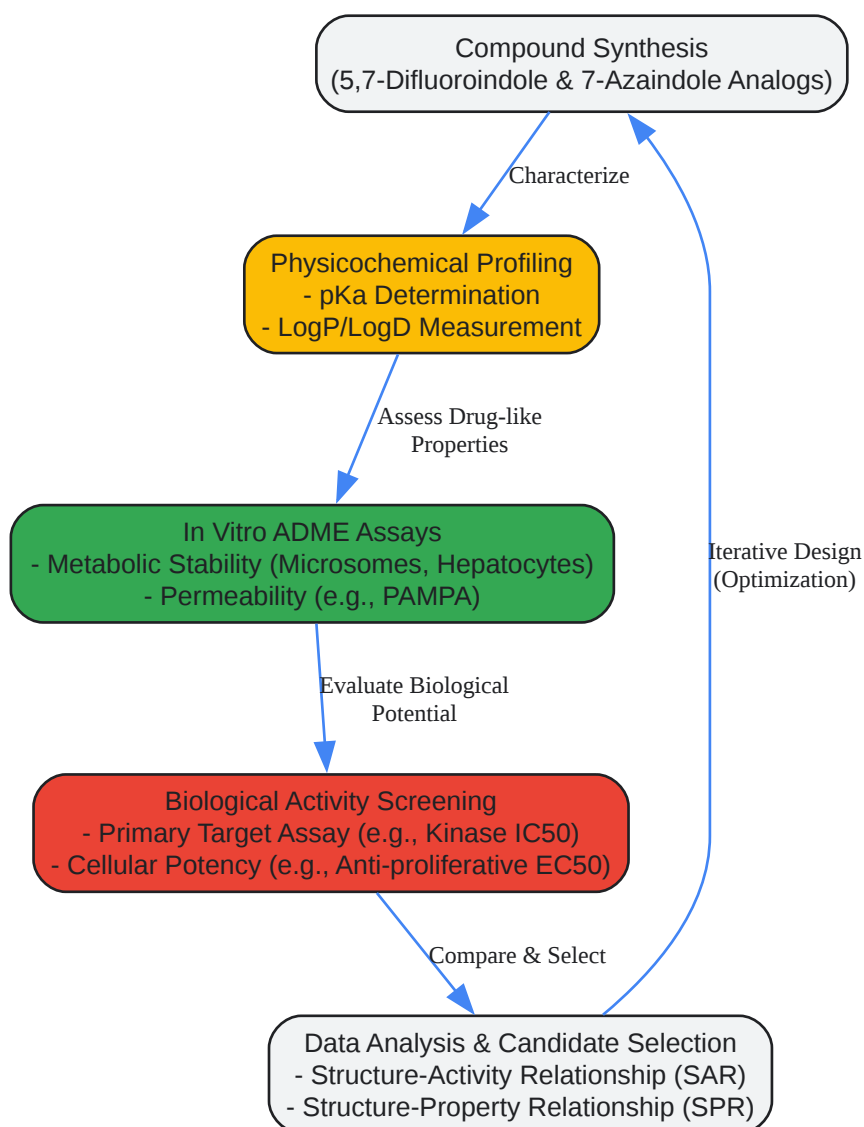 Compound Synthesis
(5,7-Difluoroindole & 7-Azaindole Analogs)
Characterize
Physicochemical Profiling
- pKa Determination
- LogP/LogD Measurement
Assess Drug-like
Properties
In Vitro ADME Assays
- Metabolic Stability (Microsomes, Hepatocytes)
- Permeability (e.g., PAMPA)
Iterative Design
(Optimization)
Evaluate Biological
Potential
Biological Activity Screening
- Primary Target Assay (e.g., Kinase IC50)
- Cellular Potency (e.g., Anti-proliferative EC50)
Compare & Select
Data Analysis & Candidate Selection
- Structure-Activity Relationship (SAR)
- Structure-Property Relationship (SPR)